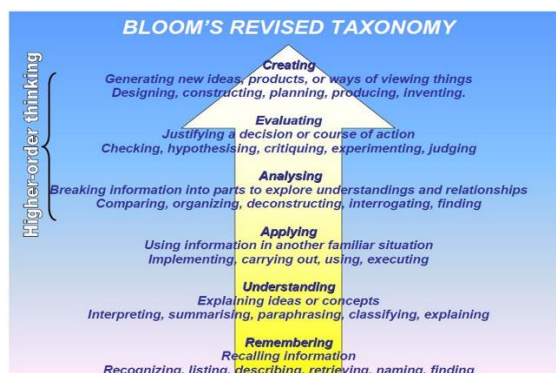 BLOOM'S REVISED TAXONOMY
Higher-order thinking
Creating
Generating new ideas, products, or ways of viewing things
Designing, constructing, planning, producing, inventing.
Evaluating
Justifying a decision or course of action
Checking, hypothesising, critiquing, experimenting, judging
Analysing
Breaking information into parts to explore understandings and relationships
Comparing, organizing, deconstructing, interrogating, finding
Applying
Using information in another familiar situation
Implementing, carrying out, using, executing
Understanding
Explaining ideas or concepts
Interpreting, summarising, paraphrasing, classifying, explaining
Remembering
Recalling information
Recognizing, listing, describing, retrieving, naming, finding